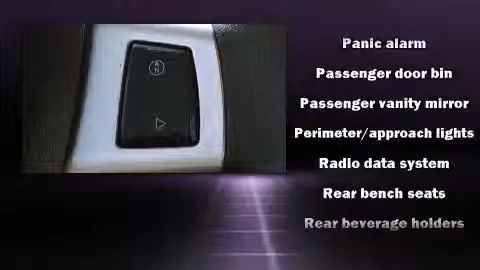 Panic alarm
Passenger door bin
Passenger vanity mirror
Perimeter/approach lights
Radio data system
Rear bench seats
Rear beverage holders